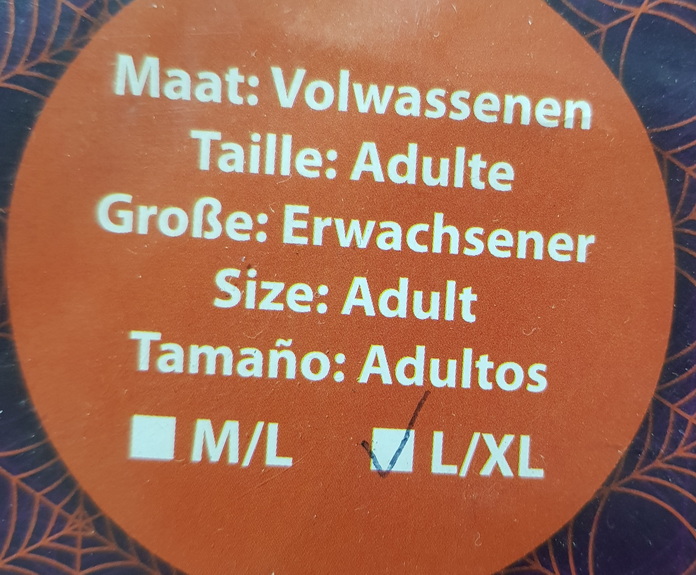 Maat: Volwassenen
Taille: Adulte
Große: Erwachsener
Size: Adult
Tamaño: Adultos
M/L L/XL